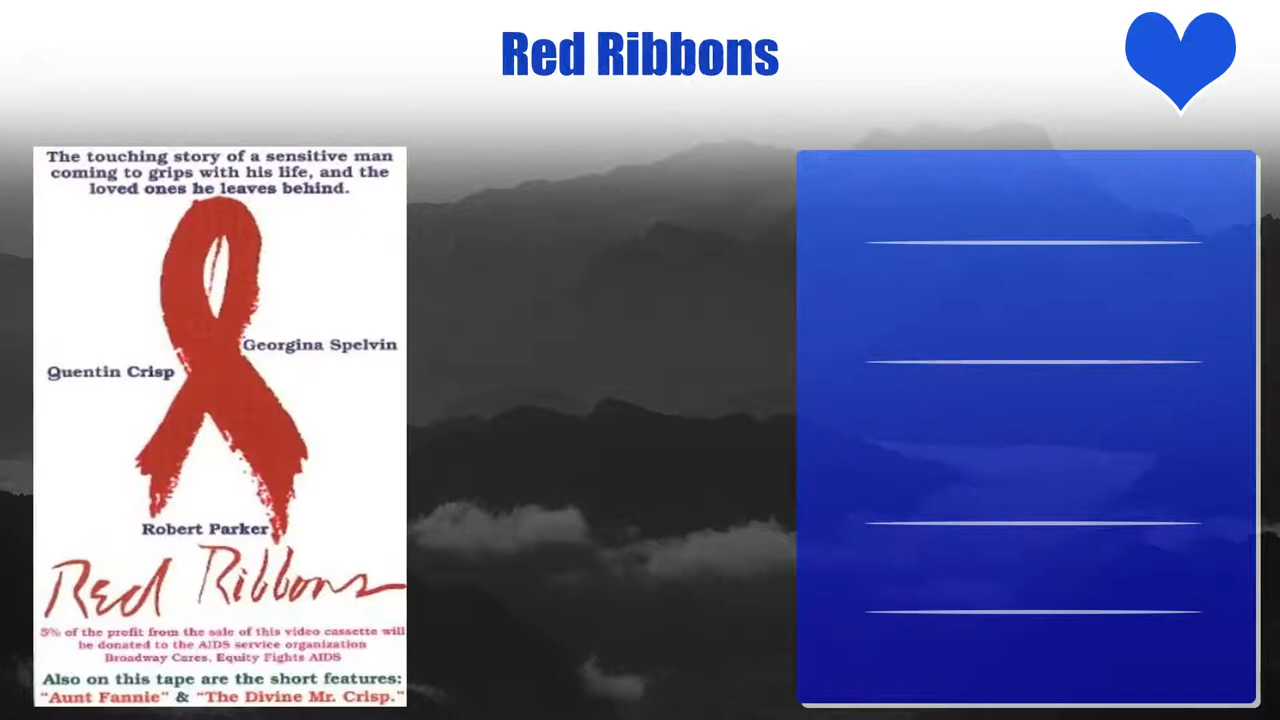 Red Ribbons
The touching story of a sensitive man
coming to grips with his life, and the
loved ones he leaves behind.
Georgina Spelvin
Quentin Crisp
Robert Parker
Red Ribbons
5% of the profit from the sale of this video cassette will
be donated to the AIDS service organization
Broadway Cares, Equity Fights AIDS
Also on this tape are the short features:
"Aunt Fannie" & "The Divine Mr. Crisp."